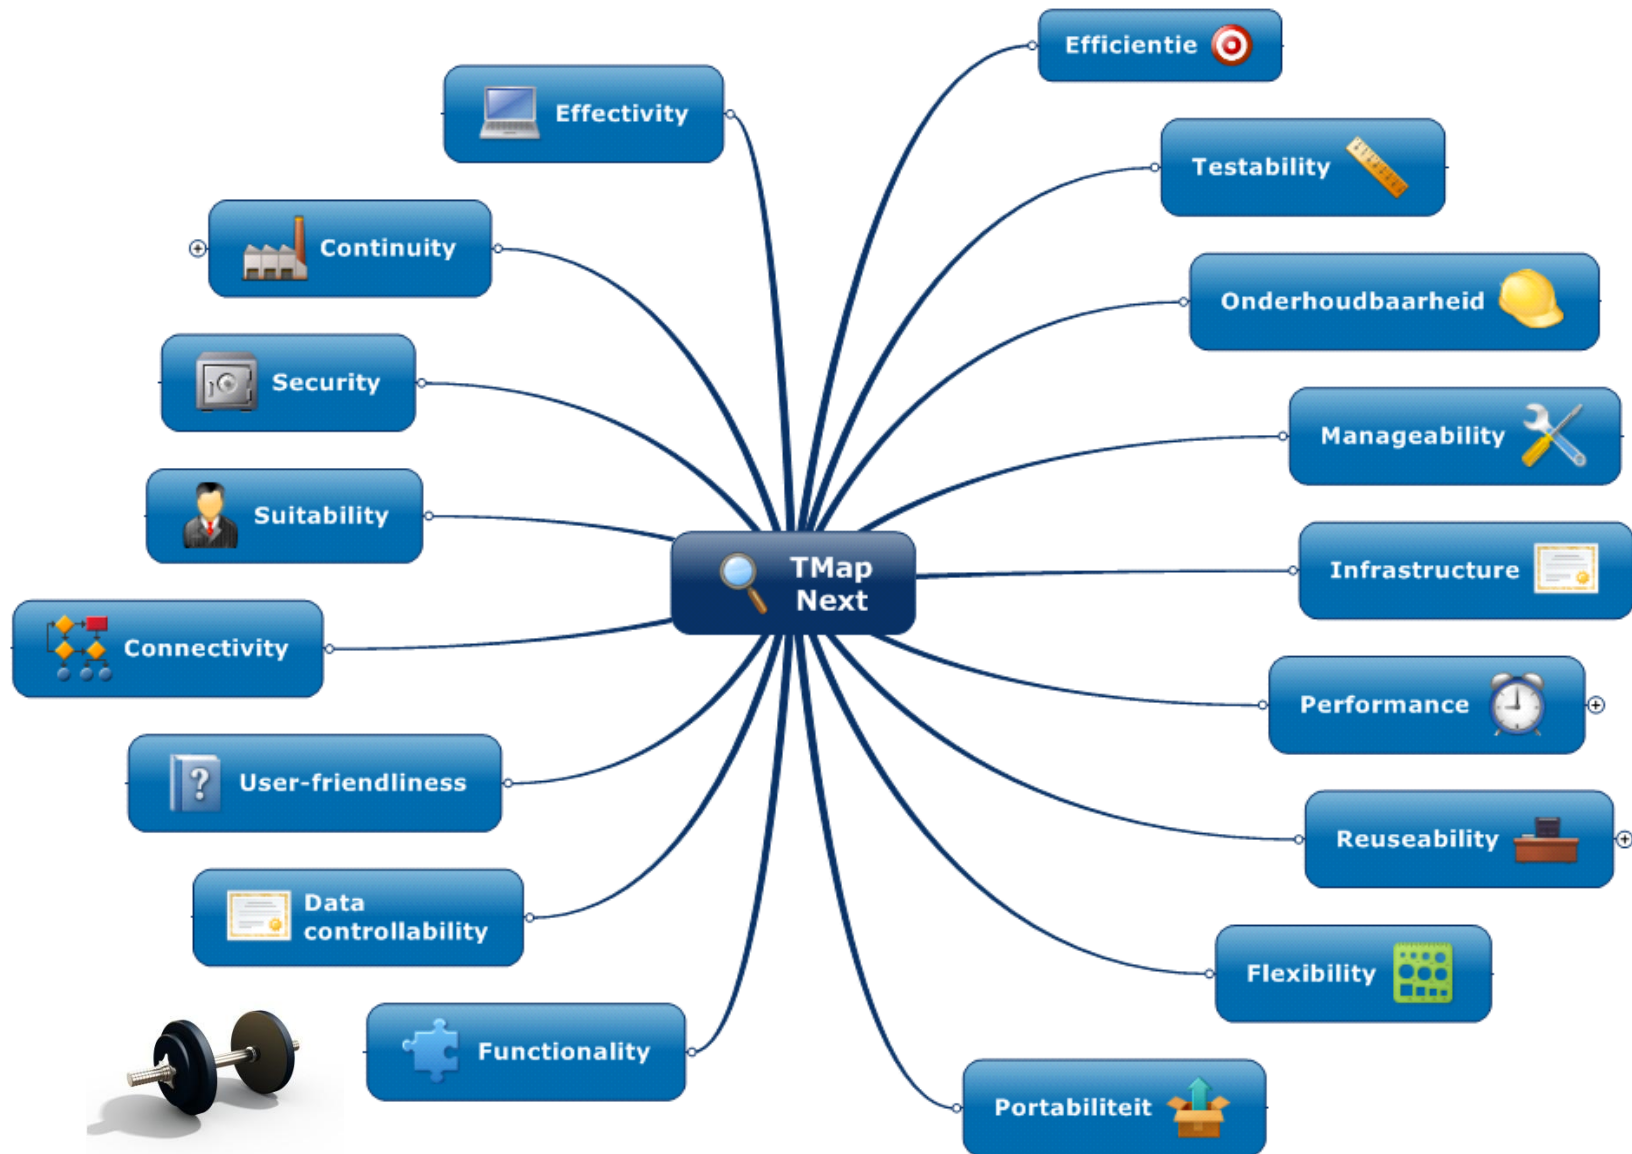 Efficientie
Effectivity
Testability
Continuity
Onderhoudbaarheid
Security
Manageability
Suitability
TMap
Next
Infrastructure
Connectivity
Performance
User-friendliness
Reuseability
Data
controllability
Flexibility
Functionality
Portabiliteit